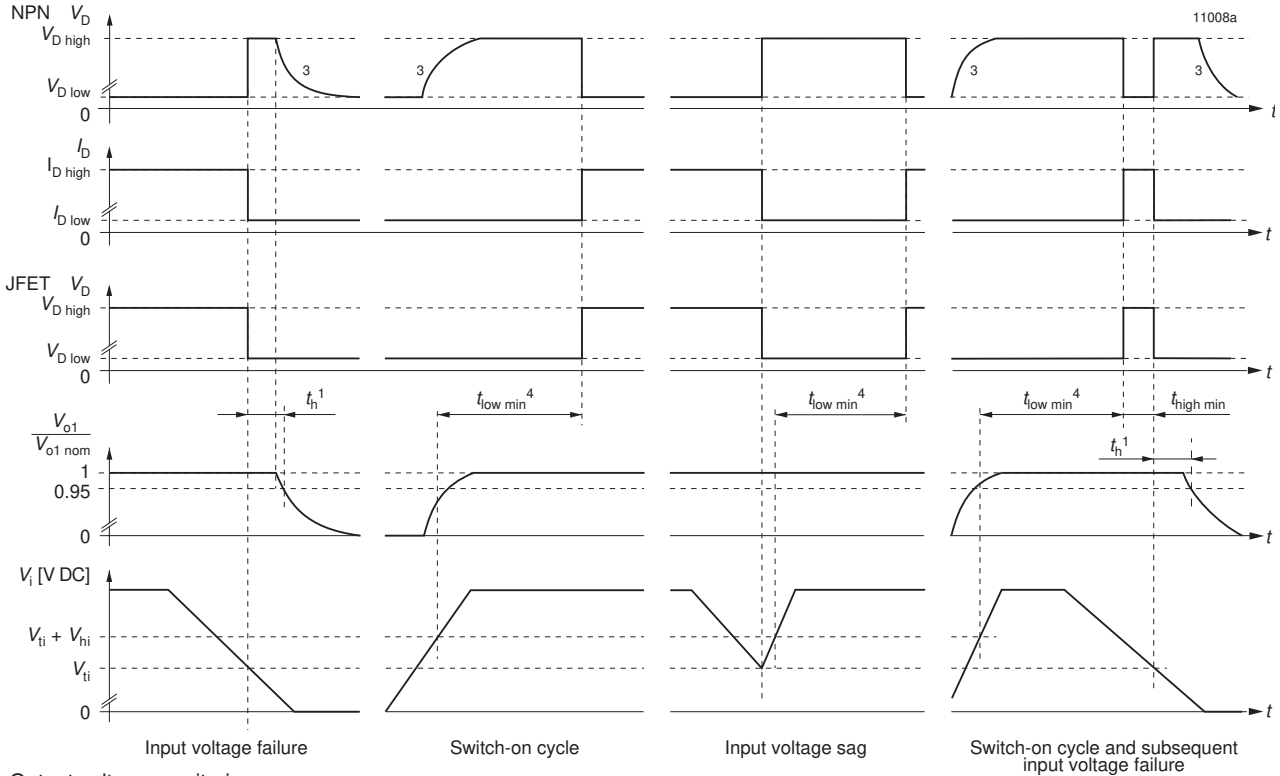 NPN V_D
11008a
V_D high
3
3
3
3
V_D low
0
t
I_D
I_D high
I_D low
0
t
JFET V_D
V_D high
V_D low
0
t
t_h^1
t_low min^4
t_low min^4
t_low min^4
t_high min
V_o1
V_o1 nom
t_h^1
1
0.95
0
t
V_i [V DC]
V_ti + V_hi
V_ti
0
t
Input voltage failure
Switch-on cycle
Input voltage sag
Switch-on cycle and subsequent
input voltage failure